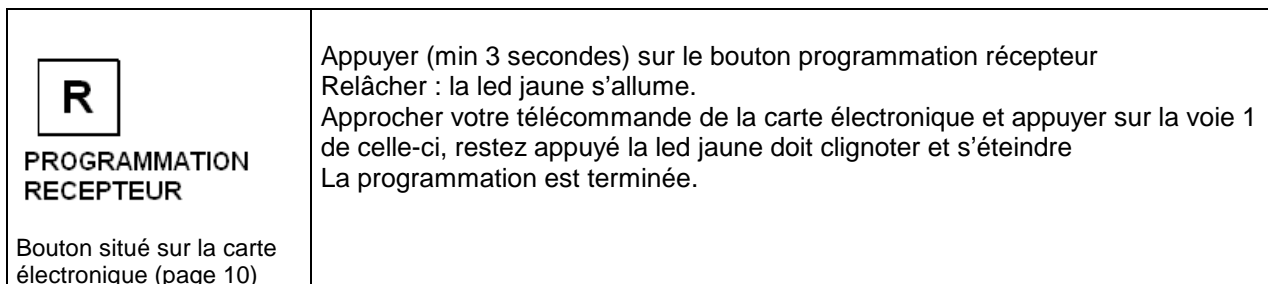 R
PROGRAMMATION
RECEPTEUR
Bouton situé sur la carte
électronique (page 10)
Appuyer (min 3 secondes) sur le bouton programmation récepteur
Relâcher : la led jaune s’allume.
Approcher votre télécommande de la carte électronique et appuyer sur la voie 1
de celle-ci, restez appuyé la led jaune doit clignoter et s’éteindre
La programmation est terminée.